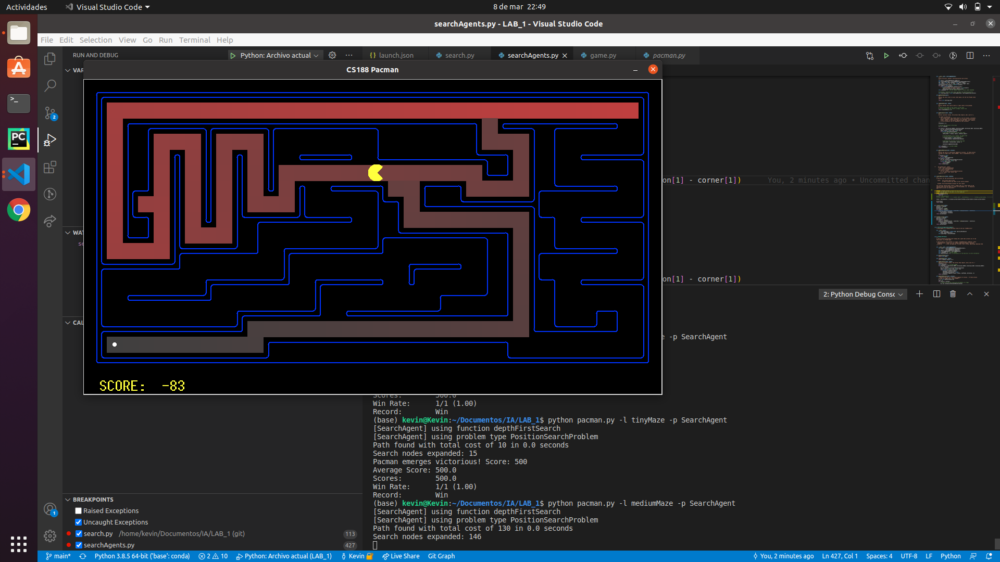 Actividades
Visual Studio Code
8 de mar 22:49
searchAgents.py - LAB_1 - Visual Studio Code
File Edit Selection View Go Run Terminal Help
RUN AND DEBUG
Python: Archivo actual
launch.json
search.py
searchAgents.py
game.py
pacman.py
VAR
CS188 Pacman
on[1] - corner[1])
You, 2 minutes ago • Uncommitted chan
WAT
se
on[1] - corner[1])
2: Python Debug Consc
CAL
e -p SearchAgent
SCORE: -83
Scores: 500.0
Win Rate: 1/1 (1.00)
Record: Win
(base) kevin@Kevin:~/Documentos/IA/LAB_1$ python pacman.py -l tinyMaze -p SearchAgent
[SearchAgent] using function depthFirstSearch
[SearchAgent] using problem type PositionSearchProblem
Path found with total cost of 10 in 0.0 seconds
Search nodes expanded: 15
Pacman emerges victorious! Score: 500
Average Score: 500.0
Scores: 500.0
Win Rate: 1/1 (1.00)
Record: Win
(base) kevin@Kevin:~/Documentos/IA/LAB_1$ python pacman.py -l mediumMaze -p SearchAgent
[SearchAgent] using function depthFirstSearch
[SearchAgent] using problem type PositionSearchProblem
Path found with total cost of 130 in 0.0 seconds
Search nodes expanded: 146
BREAKPOINTS
Raised Exceptions
Uncaught Exceptions
search.py /home/kevin/Documentos/IA/LAB_1 (git) 113
searchAgents.py 427
main* Python 3.8.5 64-bit ('base': conda) 2 10 Python: Archivo actual (LAB_1) Kevin Live Share Git Graph You, 2 minutes ago Ln 427, Col 1 Spaces: 4 UTF-8 LF Python